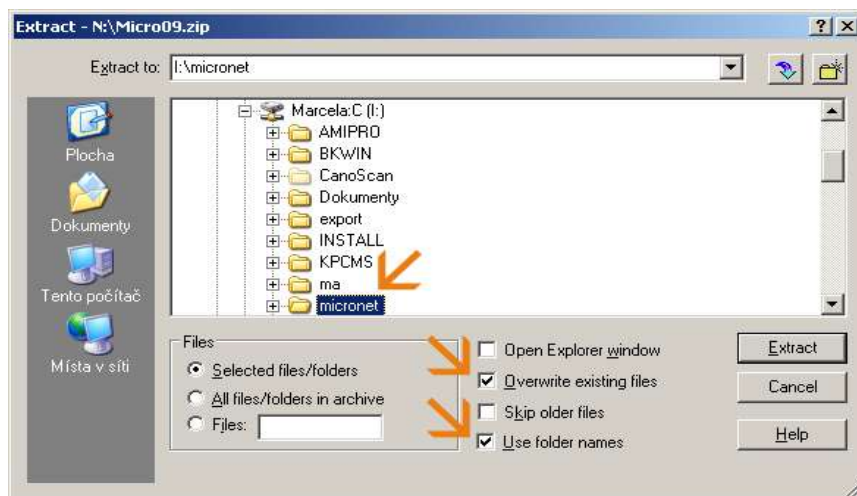 Extract - N:\Micro09.zip
Extract to: I:\micronet
Plocha
Dokumenty
Tento počítač
Místa v síti
Marcela:C (I:)
AMIPRO
BKWIN
CanoScan
Dokumenty
export
INSTALL
KPCMS
ma
micronet
Files
Selected files/folders
All files/folders in archive
Files:
Open Explorer window
Overwrite existing files
Skip older files
Use folder names
Extract
Cancel
Help